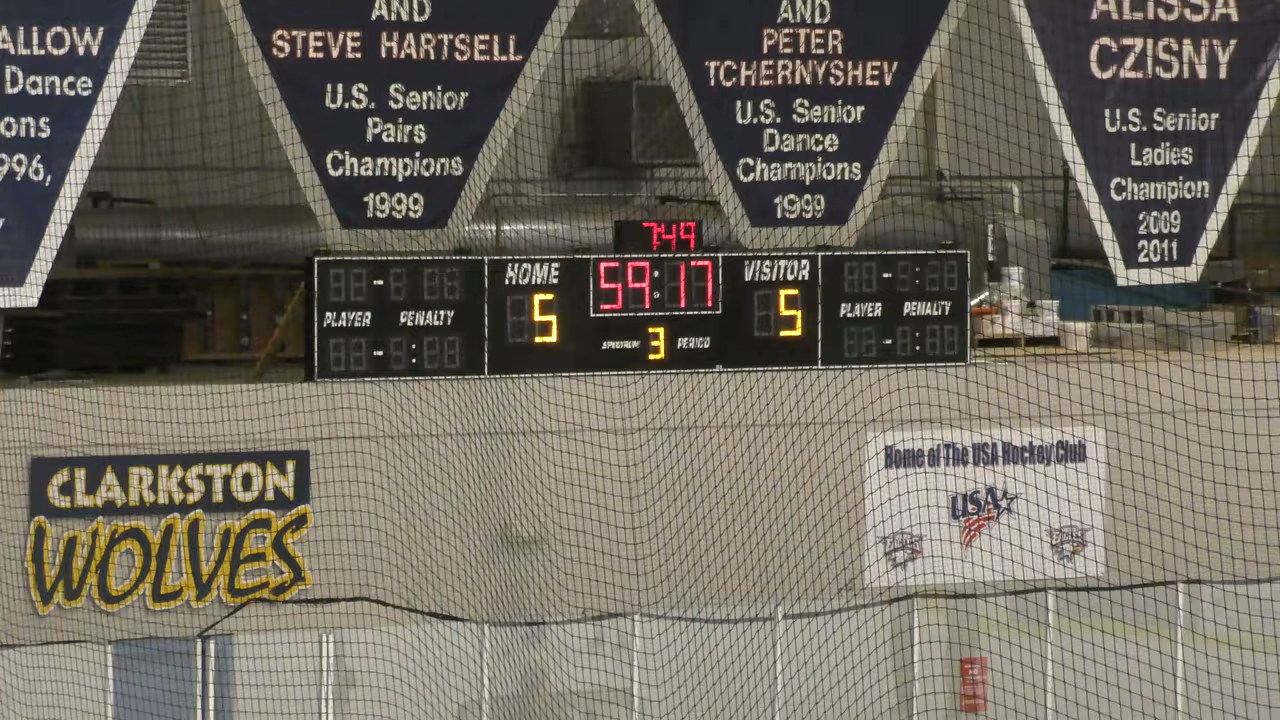 ALLOW
Dance
ons
996,
AND
STEVE HARTSELL
U.S. Senior
Pairs
Champions
1999
AND
PETER
TCHERNYSHEV
U.S. Senior
Dance
Champions
1999
ALISSA
CZISNY
U.S. Senior
Ladies
Champion
2009
2011
7:49
HOME
59:17
VISITOR
5
5
PLAYER PENALTY
SPECTRUM 3 PERIOD
PLAYER PENALTY
CLARKSTON
WOLVES
Home of The USA Hockey Club
USA